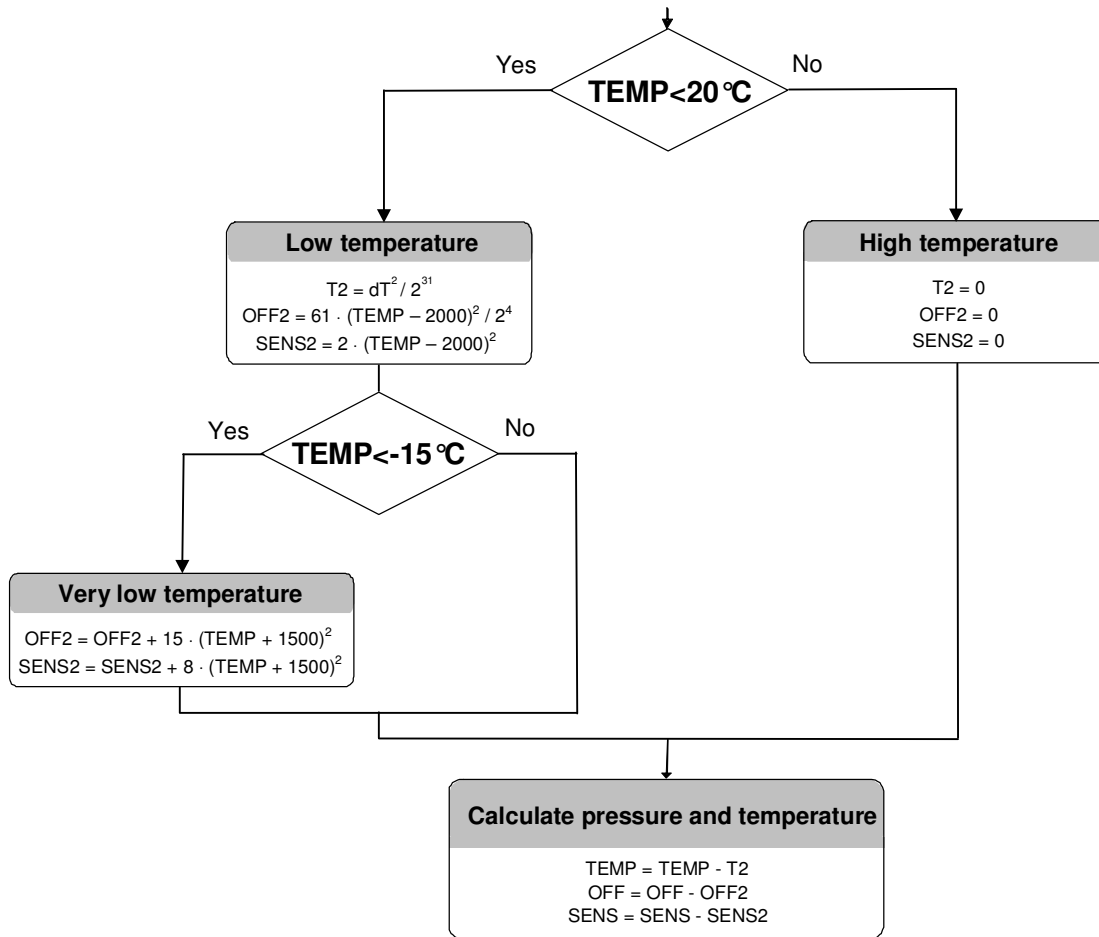 Yes
No
TEMP<20°C
Low temperature
T2 = dT² / 2³¹
OFF2 = 61 · (TEMP – 2000)² / 2⁴
SENS2 = 2 · (TEMP – 2000)²
High temperature
T2 = 0
OFF2 = 0
SENS2 = 0
Yes
No
TEMP<-15°C
Very low temperature
OFF2 = OFF2 + 15 · (TEMP + 1500)²
SENS2 = SENS2 + 8 · (TEMP + 1500)²
Calculate pressure and temperature
TEMP = TEMP - T2
OFF = OFF - OFF2
SENS = SENS - SENS2